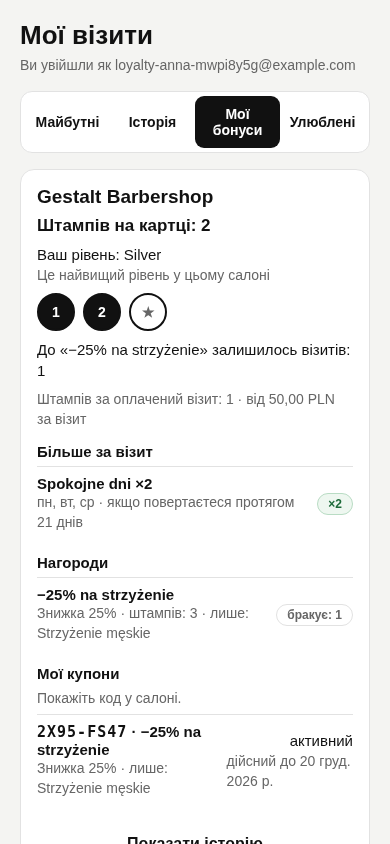 Мої візити
Ви увійшли як loyalty-anna-mwpi8y5g@example.com
Майбутні
Історія
Мої
бонуси
Улюблені
Gestalt Barbershop
Штампів на картці: 2
Ваш рівень: Silver
Це найвищий рівень у цьому салоні
1 2 ★
До «−25% na strzyżenie» залишилось візитів:
1
Штампів за оплачений візит: 1 · від 50,00 PLN
за візит
Більше за візит
Spokojne dni ×2
пн, вт, ср · якщо повертаєтеся протягом
21 днів
×2
Нагороди
−25% na strzyżenie
Знижка 25% · штампів: 3 · лише:
Strzyżenie męskie
бракує: 1
Мої купони
Покажіть код у салоні.
2X95-FS47 · −25% na
strzyżenie
Знижка 25% · лише:
Strzyżenie męskie
активний
дійсний до 20 груд.
2026 р.
Показати історію